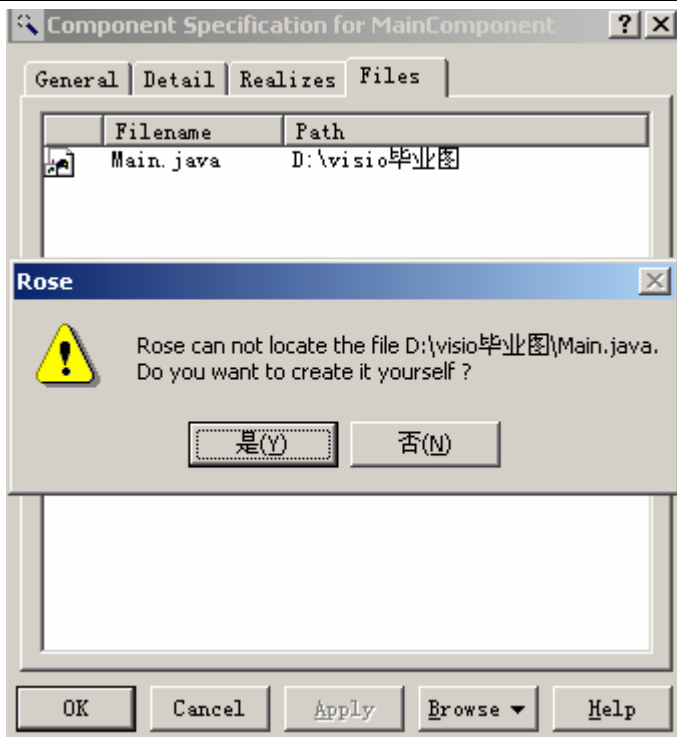 Component Specification for MainComponent
General Detail Realizes Files
Filename Path
Main.java D:\visio毕业图
Rose
Rose can not locate the file D:\visio毕业图\Main.java.
Do you want to create it yourself ?
是(Y) 否(N)
OK Cancel Apply Browse Help